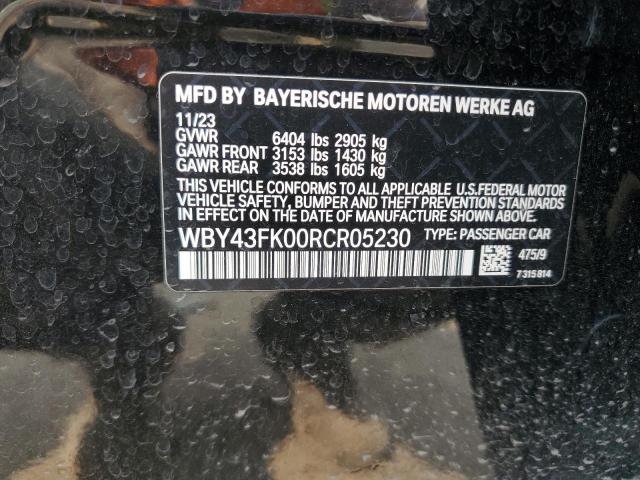 MFD BY BAYERISCHE MOTOREN WERKE AG
11/23
GVWR 6404 lbs 2905 kg
GAWR FRONT 3153 lbs 1430 kg
GAWR REAR 3538 lbs 1605 kg
THIS VEHICLE CONFORMS TO ALL APPLICABLE U.S.FEDERAL MOTOR
VEHICLE SAFETY, BUMPER AND THEFT PREVENTION STANDARDS
IN EFFECT ON THE DATE OF MANUFACTURE SHOWN ABOVE.
WBY43FK00RCR05230 TYPE: PASSENGER CAR
475/9
7315814